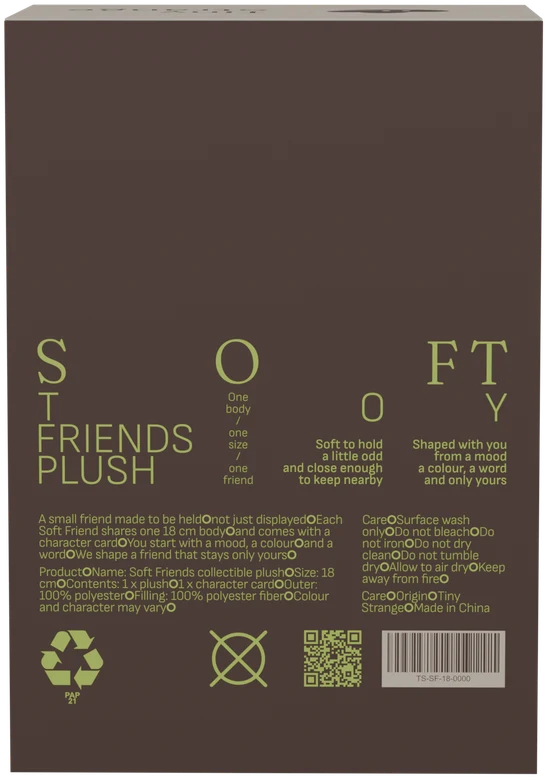 S O FT
T O Y
FRIENDS
PLUSH
One
body
/
one
size
/
one
friend
Soft to hold
a little odd
and close enough
to keep nearby
Shaped with you
from a mood
a colour, a word
and only yours
A small friend made to be heldOnot just displayedOEach
Soft Friend shares one 18 cm bodyOand comes with a
character cardOYou start with a mood, a colourOand a
wordOWe shape a friend that stays only yoursO
ProductOName: Soft Friends collectible plushOSize: 18
cmOContents: 1 x plushO1 x character cardOOuter:
100% polyesterOFilling: 100% polyester fiberOColour
and character may varyO
CareOSurface wash
onlyODo not bleachODo
not ironODo not dry
cleanODo not tumble
dryOAllow to air dryOKeep
away from fireO
CareOOriginOTiny
StrangeOMade in China
PAP
21
TS-SF-18-0000